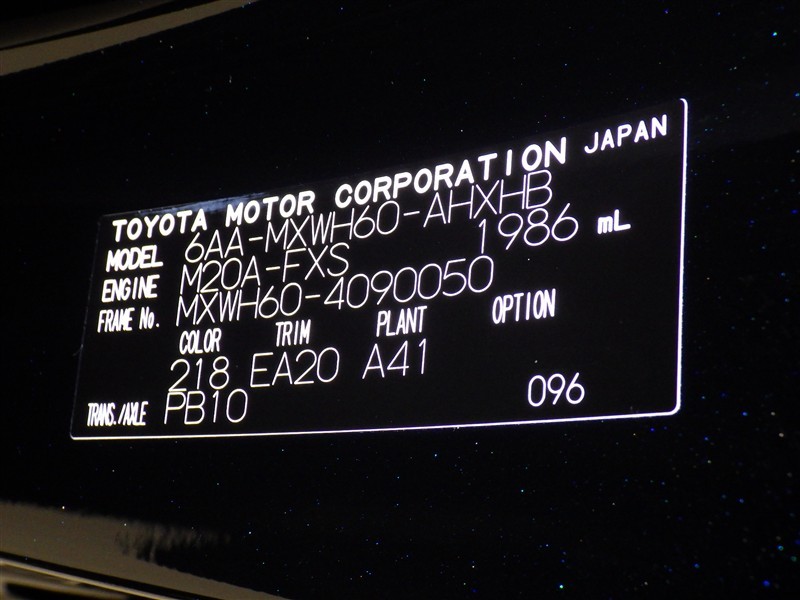 TOYOTA MOTOR CORPORATION JAPAN
MODEL 6AA-MXWH60-AHXHB
ENGINE M20A-FXS 1986 mL
FRAME No. MXWH60-4090050
COLOR TRIM PLANT OPTION
218 EA20 A41
TRANS./AXLE PB10 096